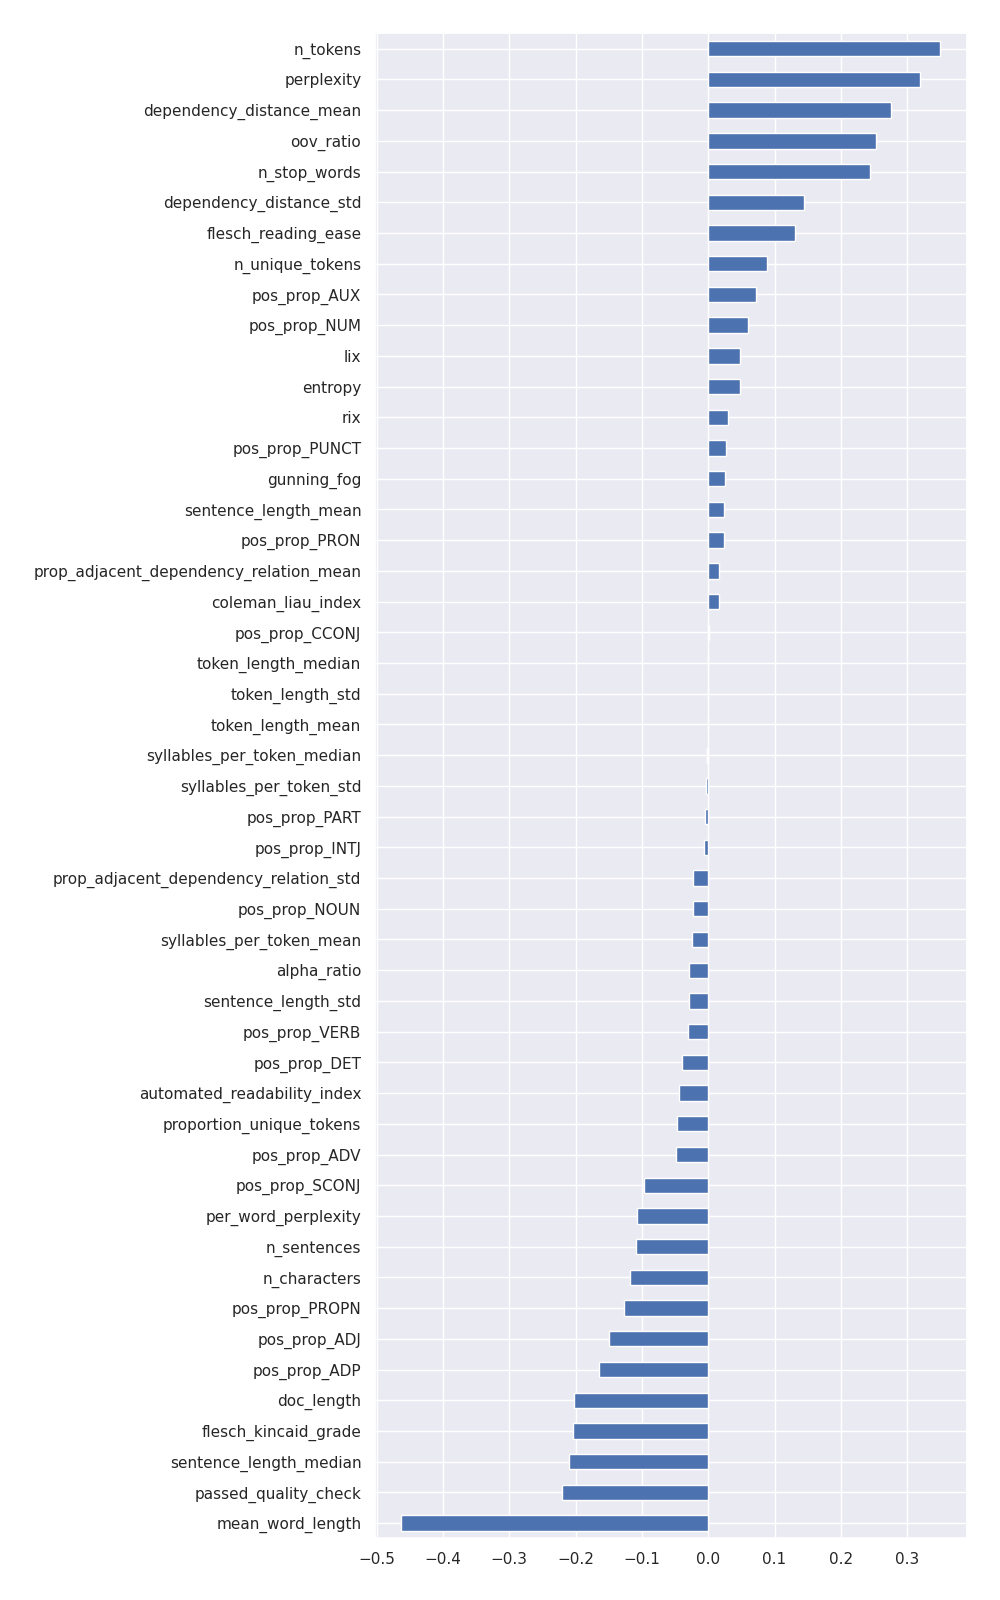 n_tokens
perplexity
dependency_distance_mean
oov_ratio
n_stop_words
dependency_distance_std
flesch_reading_ease
n_unique_tokens
pos_prop_AUX
pos_prop_NUM
lix
entropy
rix
pos_prop_PUNCT
gunning_fog
sentence_length_mean
pos_prop_PRON
prop_adjacent_dependency_relation_mean
coleman_liau_index
pos_prop_CCONJ
token_length_median
token_length_std
token_length_mean
syllables_per_token_median
syllables_per_token_std
pos_prop_PART
pos_prop_INTJ
prop_adjacent_dependency_relation_std
pos_prop_NOUN
syllables_per_token_mean
alpha_ratio
sentence_length_std
pos_prop_VERB
pos_prop_DET
automated_readability_index
proportion_unique_tokens
pos_prop_ADV
pos_prop_SCONJ
per_word_perplexity
n_sentences
n_characters
pos_prop_PROPN
pos_prop_ADJ
pos_prop_ADP
doc_length
flesch_kincaid_grade
sentence_length_median
passed_quality_check
mean_word_length
−0.5 −0.4 −0.3 −0.2 −0.1 0.0 0.1 0.2 0.3